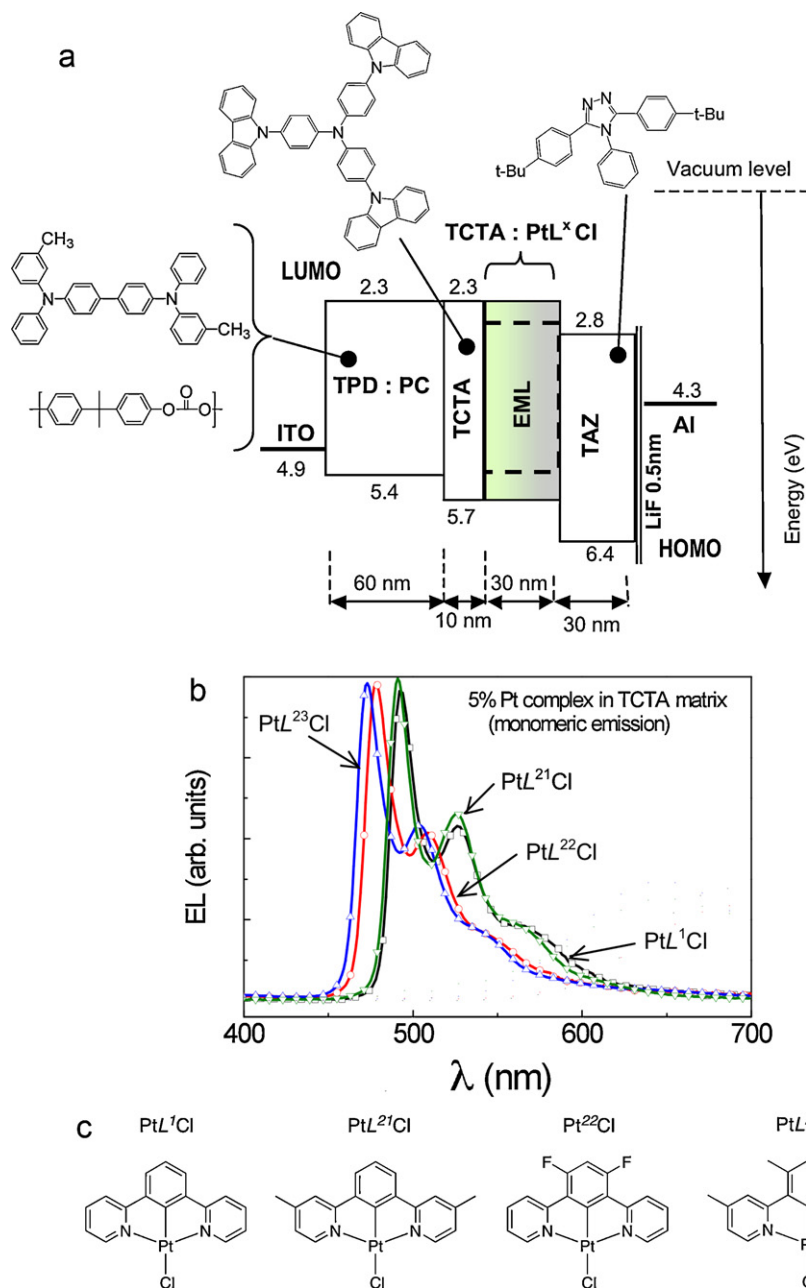 a
N
N
N
N
N
N
N
t-Bu
t-Bu
Vacuum level
CH₃
N
N
CH₃
TCTA : PtLˣ Cl
LUMO
2.3
2.3
2.8
TPD : PC
TCTA
EML
TAZ
4.3
Al
ITO
4.9
O
O
O
5.4
5.7
6.4
LiF 0.5nm
HOMO
Energy (eV)
60 nm
10 nm
30 nm
30 nm
b
5% Pt complex in TCTA matrix
(monomeric emission)
PtL²³Cl
PtL²¹Cl
PtL²²Cl
PtL¹Cl
EL (arb. units)
400
500
600
700
λ (nm)
c
PtL¹Cl
PtL²¹Cl
Pt²²Cl
PtL
F
F
N
N
N
N
N
N
N
Pt
Pt
Pt
P
Cl
Cl
Cl
C